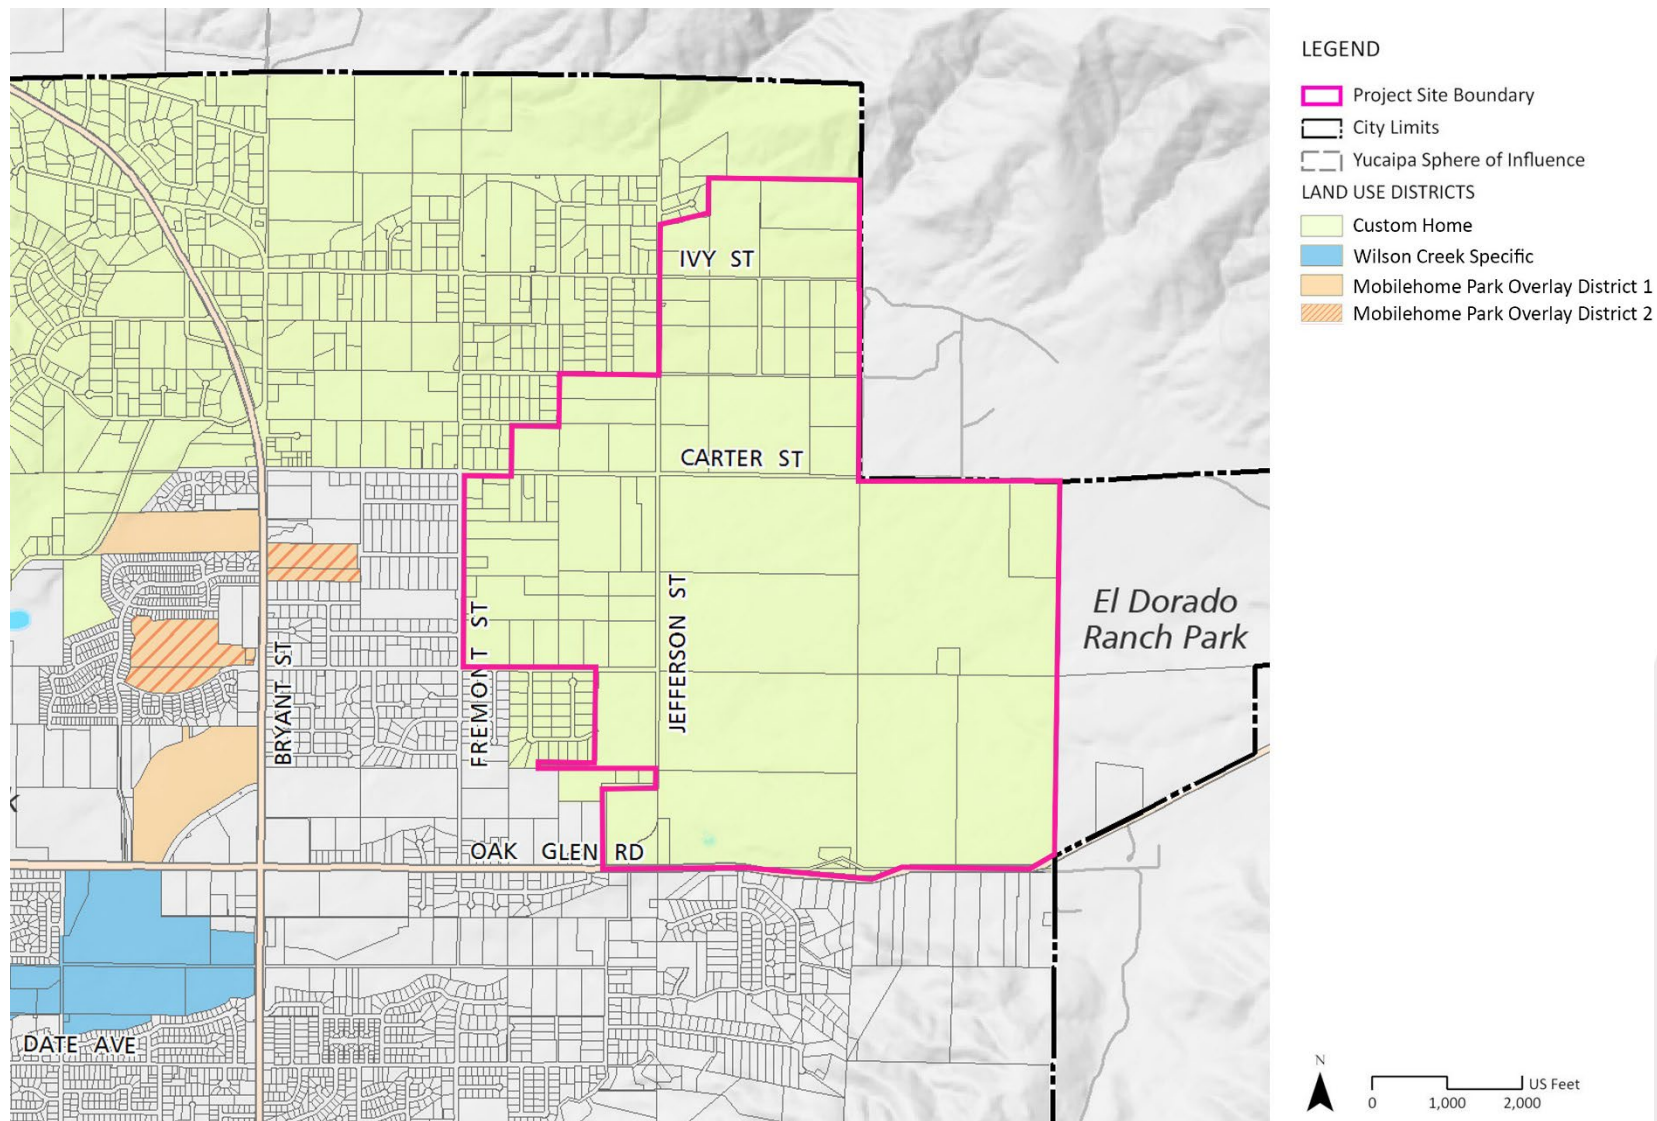 LEGEND
Project Site Boundary
City Limits
Yucaipa Sphere of Influence
LAND USE DISTRICTS
Custom Home
Wilson Creek Specific
Mobilehome Park Overlay District 1
Mobilehome Park Overlay District 2
IVY ST
CARTER ST
El Dorado
Ranch Park
JEFFERSON ST
FREMONT ST
BRYANT ST
K
OAK GLEN RD
DATE AVE
N
US Feet
0 1,000 2,000